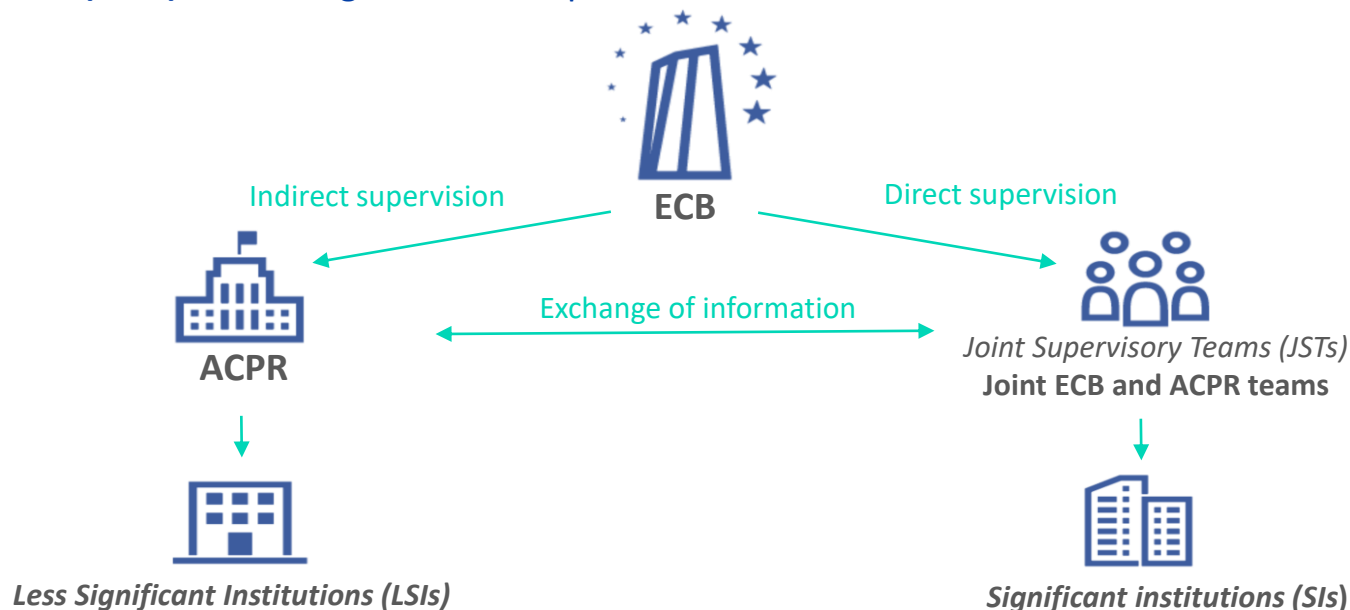 ECB
Indirect supervision
Direct supervision
Exchange of information
ACPR
Joint Supervisory Teams (JSTs)
Joint ECB and ACPR teams
Less Significant Institutions (LSIs)
Significant institutions (SIs)